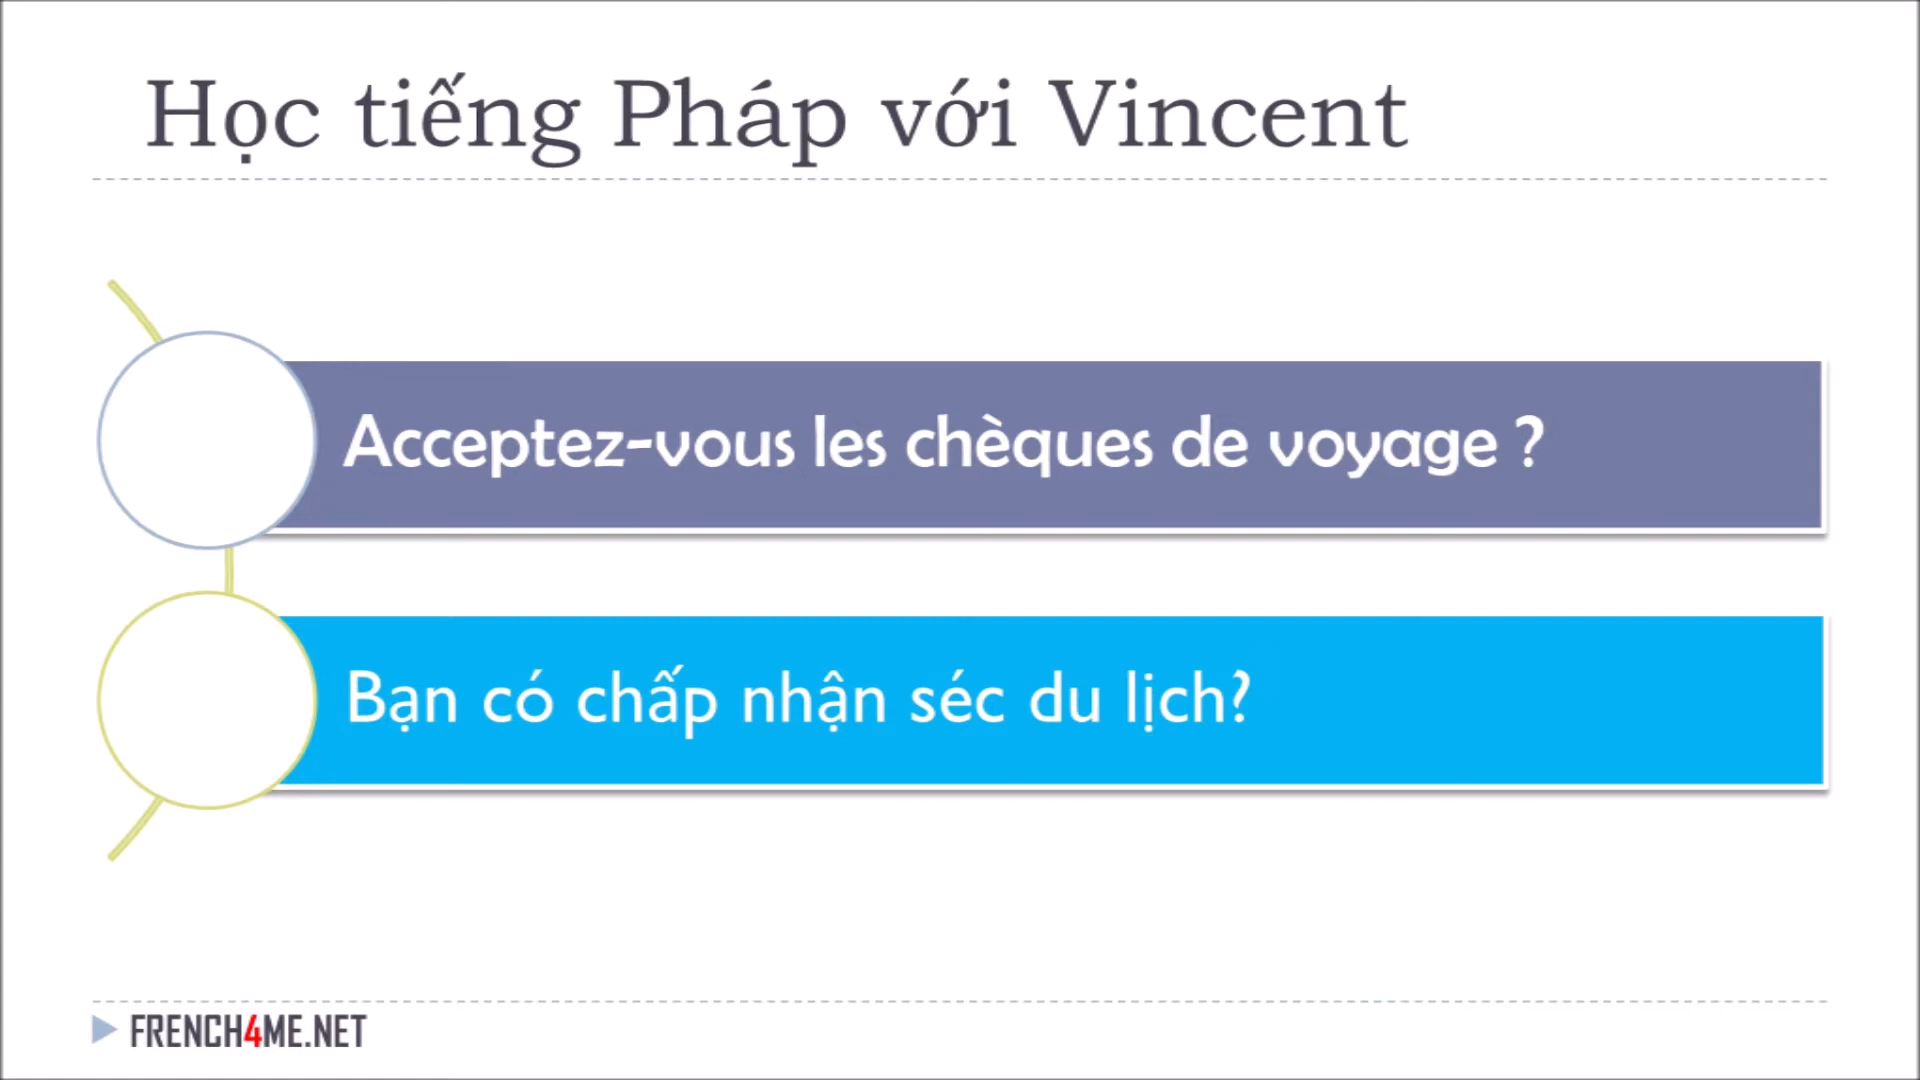 Học tiếng Pháp với Vincent
Acceptez-vous les chèques de voyage ?
Bạn có chấp nhận séc du lịch?
FRENCH4ME.NET